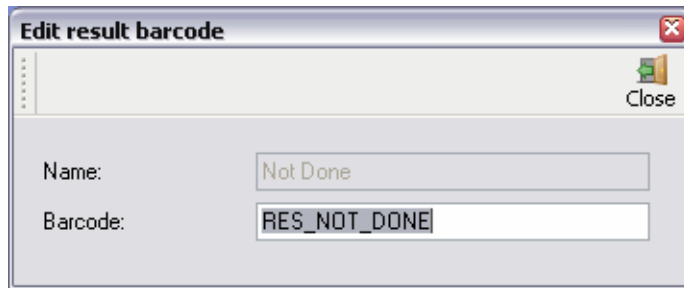 Edit result barcode
Close
Name: Not Done
Barcode: RES_NOT_DONE